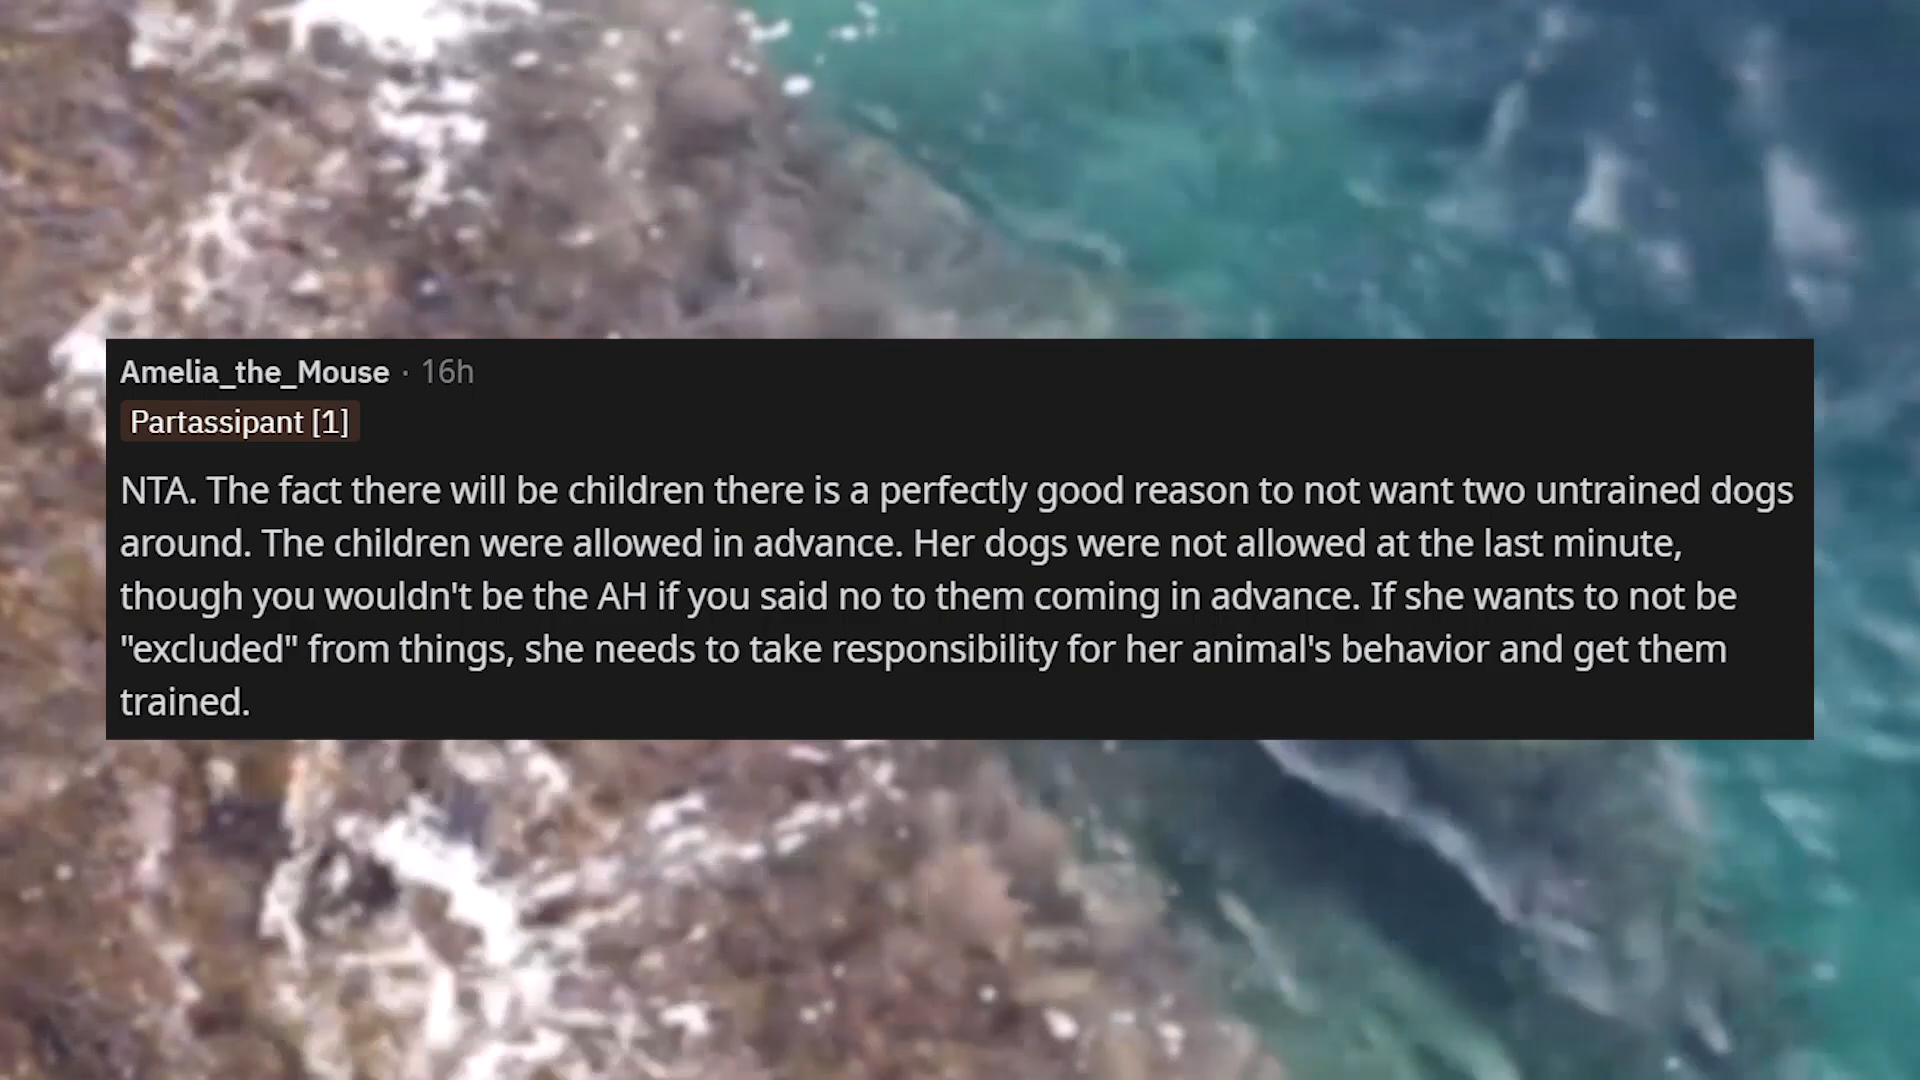 Amelia_the_Mouse · 16h
Partassipant [1]
NTA. The fact there will be children there is a perfectly good reason to not want two untrained dogs
around. The children were allowed in advance. Her dogs were not allowed at the last minute,
though you wouldn't be the AH if you said no to them coming in advance. If she wants to not be
"excluded" from things, she needs to take responsibility for her animal's behavior and get them
trained.